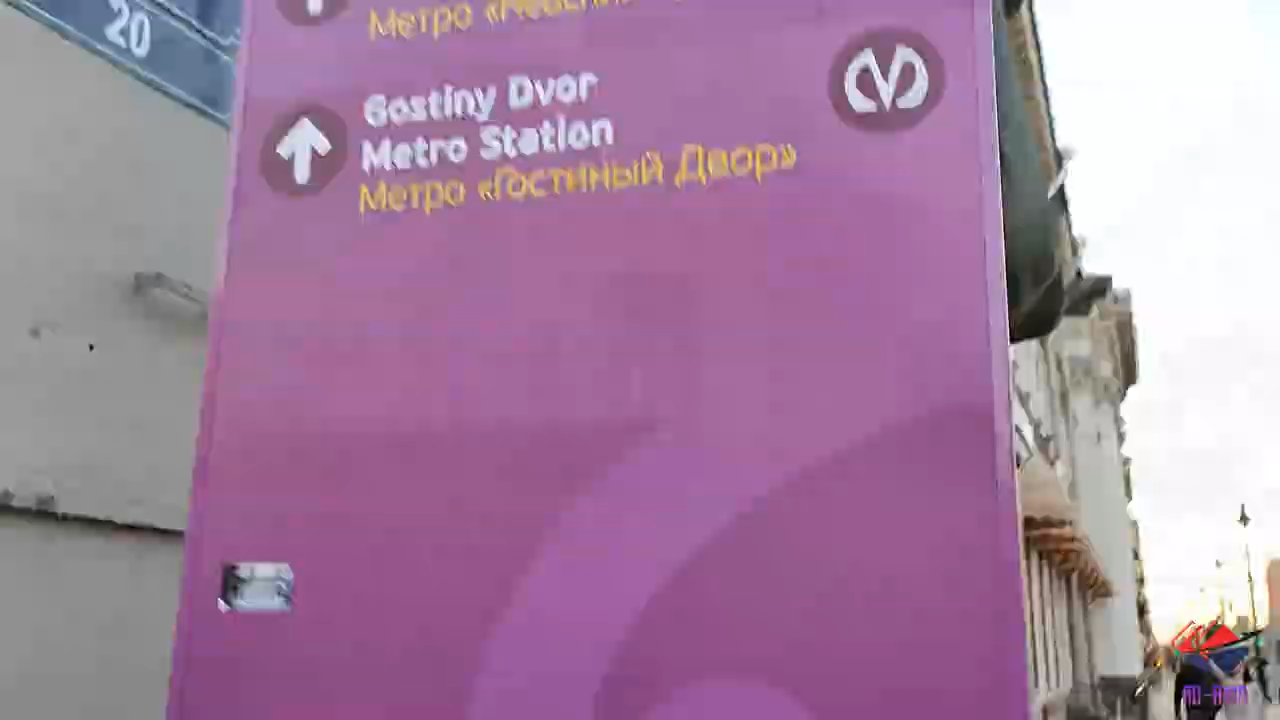 20
Метро
Gostiny Dvor
Metro Station
Метро «Гостиный Двор»